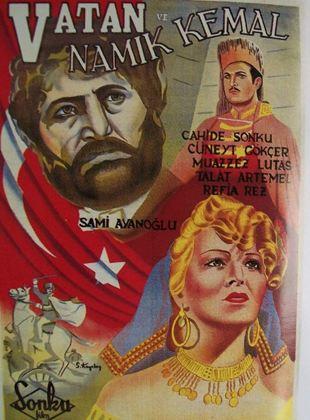 VATAN VE
NAMIK KEMAL
CAHİDE SONKU
CÜNEYT GÖKÇER
MUAZZEZ LUTAS
TALAT ARTEMEL
REFİA REZ
SAMİ AYANOĞLU
Sonku
film